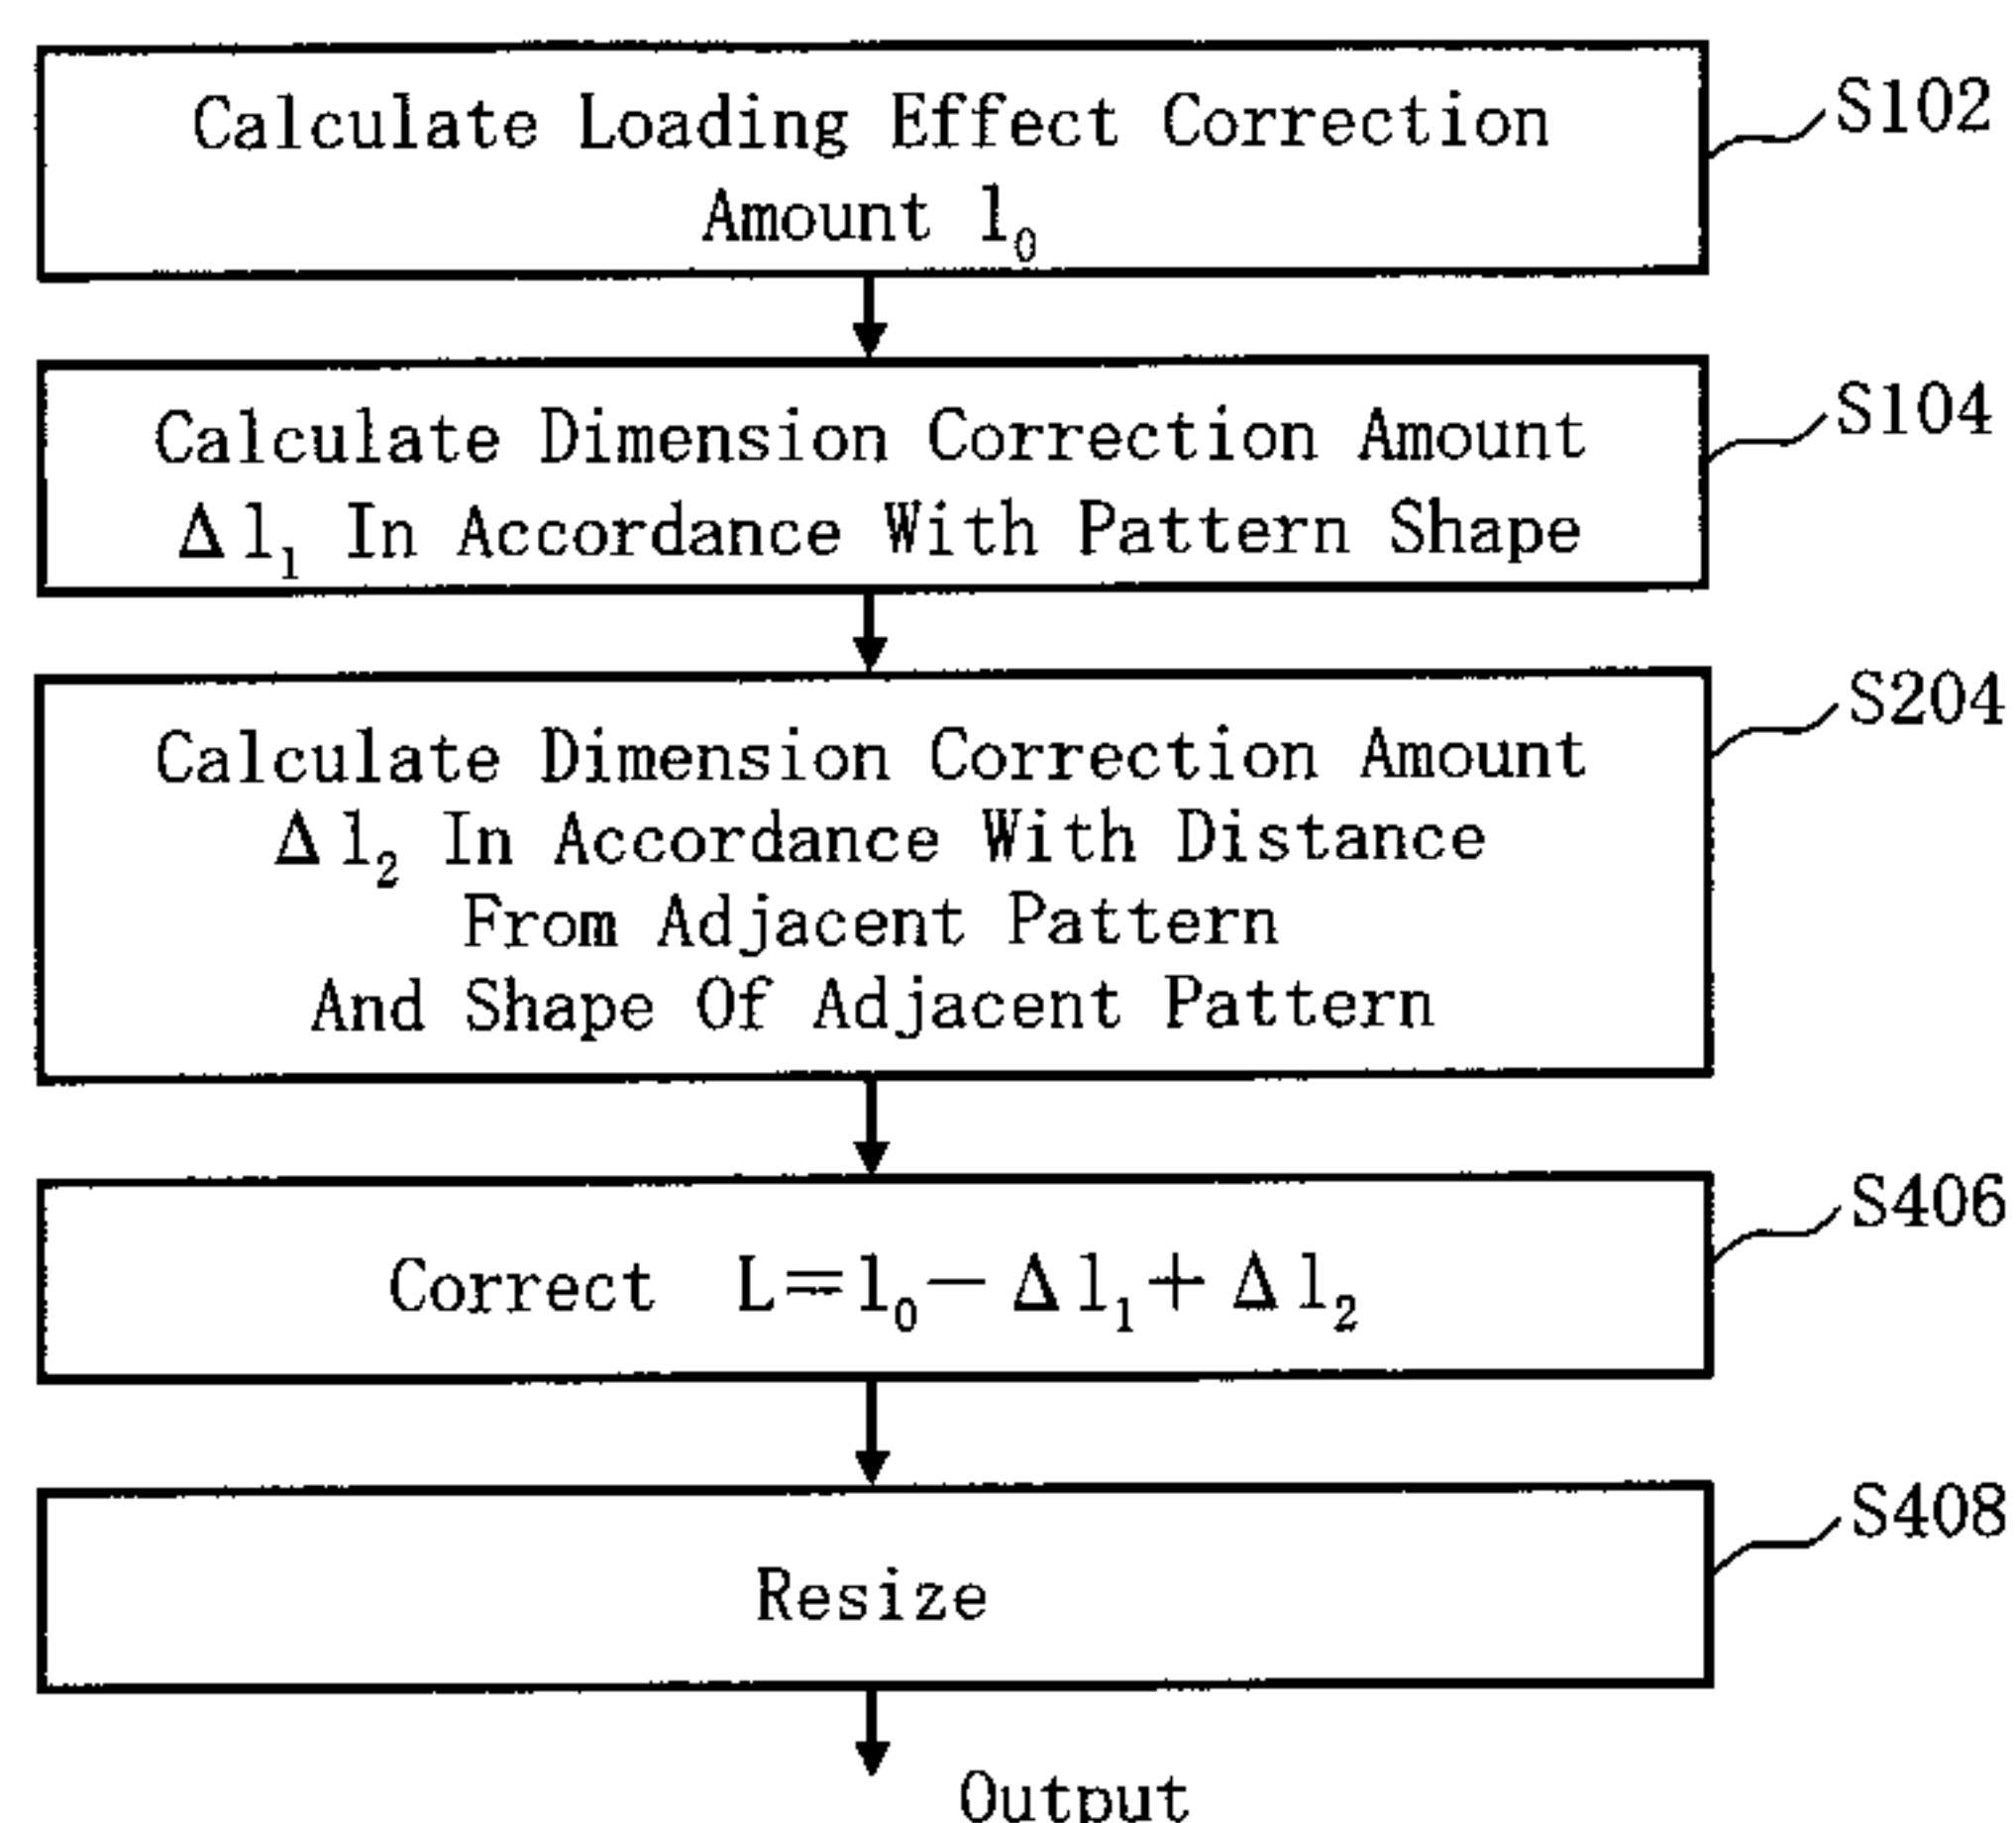 Calculate Loading Effect Correction
Amount l₀
S102
Calculate Dimension Correction Amount
Δl₁ In Accordance With Pattern Shape
S104
Calculate Dimension Correction Amount
Δl₂ In Accordance With Distance
From Adjacent Pattern
And Shape Of Adjacent Pattern
S204
Correct L=l₀-Δl₁+Δl₂
S406
Resize
S408
Output